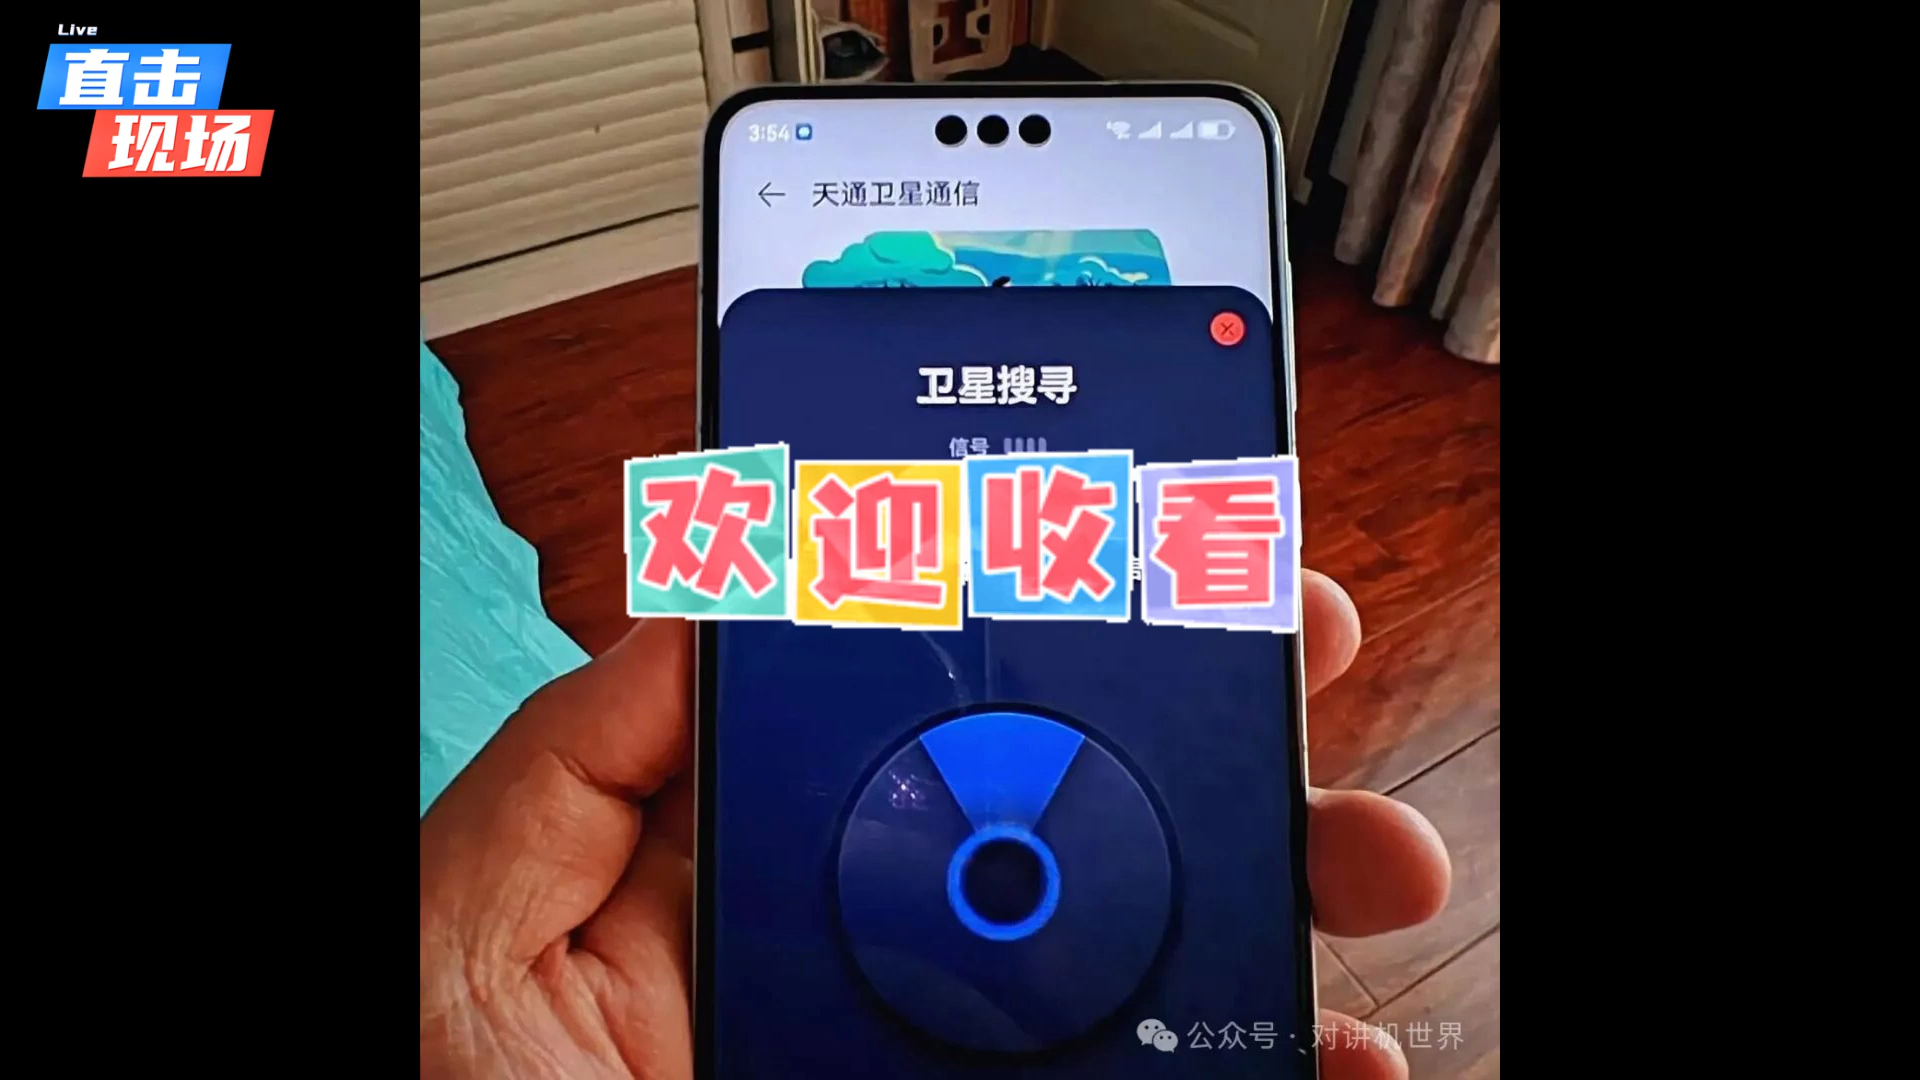 Live
直击
现场
3:54
天通卫星通信
卫星搜寻
信号
欢迎收看
公众号·对讲机世界